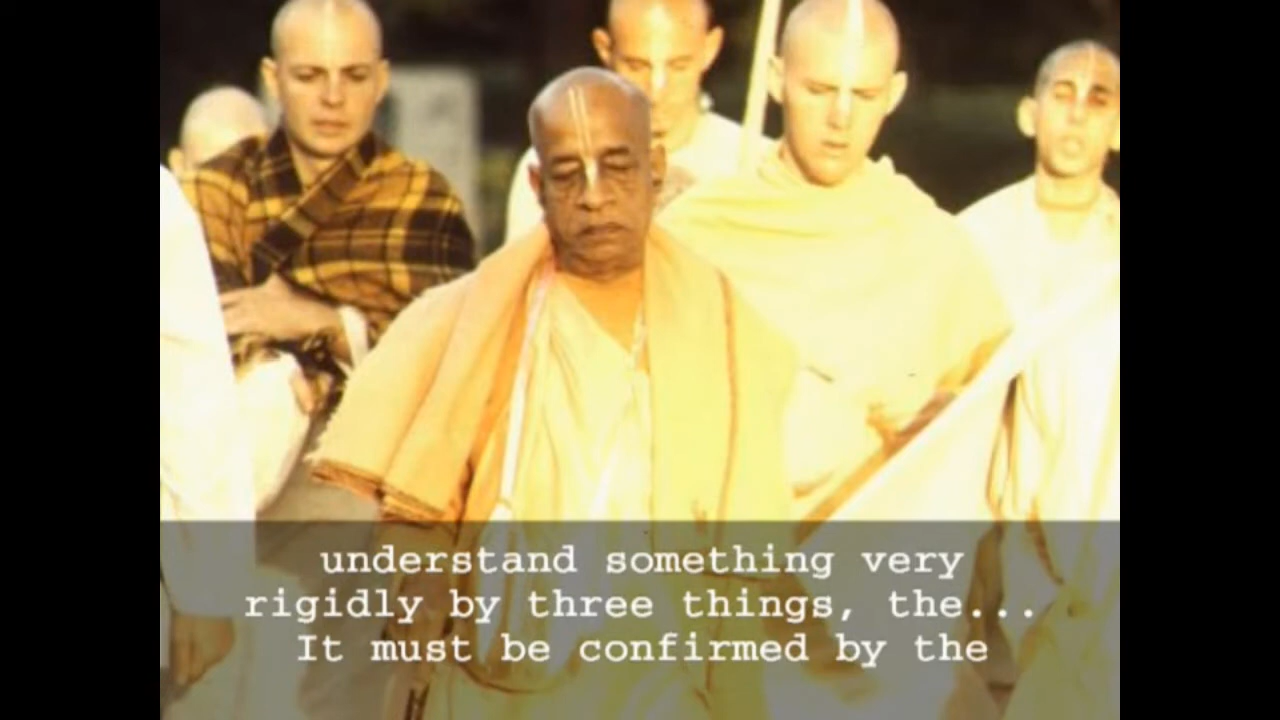 understand something very
rigidly by three things, the...
It must be confirmed by the